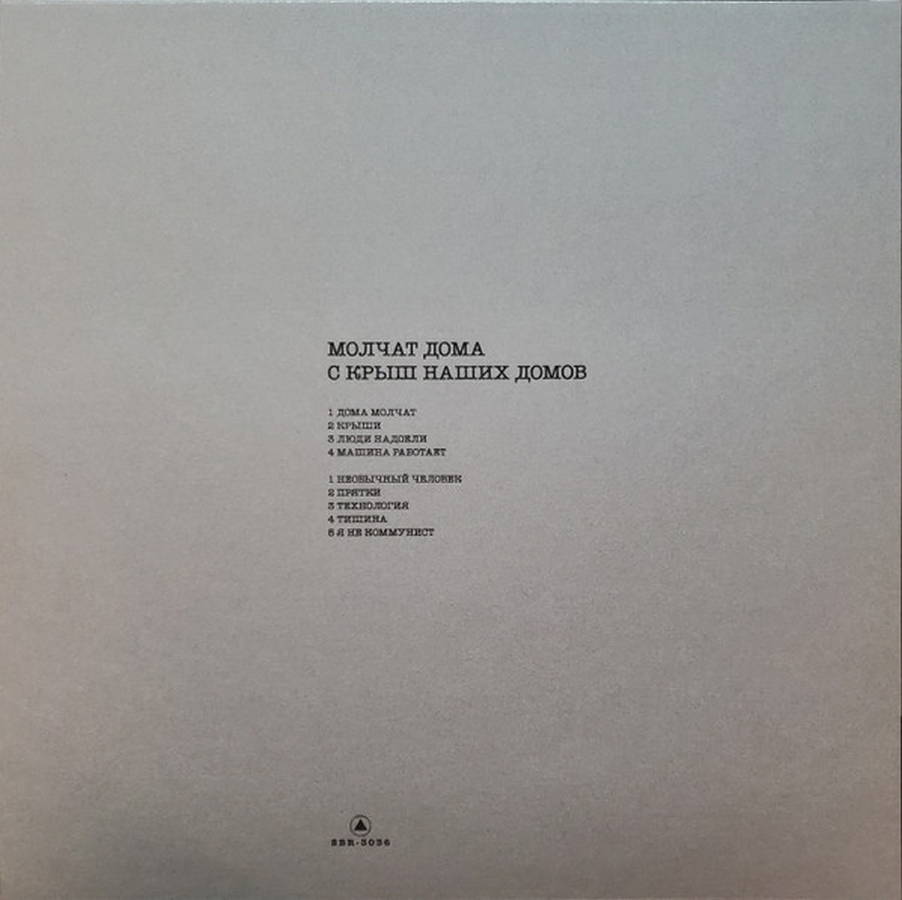 МОЛЧАТ ДОМА
С КРЫШ НАШИХ ДОМОВ
1 ДОМА МОЛЧАТ
2 КРЫШИ
3 ЛЮДИ НАДОЕЛИ
4 МАШИНА РАБОТАЕТ
1 НЕОБЫЧНЫЙ ЧЕЛОВЕК
2 ПРЯТКИ
3 ТЕХНОЛОГИЯ
4 ТИШИНА
5 Я НЕ КОММУНИСТ
SBR-3036